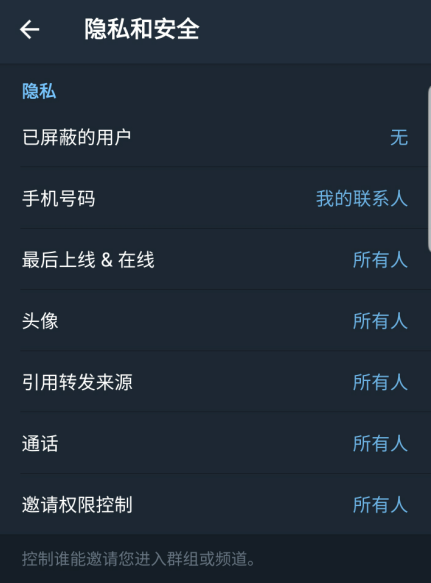 隐私和安全
隐私
已屏蔽的用户 无
手机号码 我的联系人
最后上线 & 在线 所有人
头像 所有人
引用转发来源 所有人
通话 所有人
邀请权限控制 所有人
控制谁能邀请您进入群组或频道。